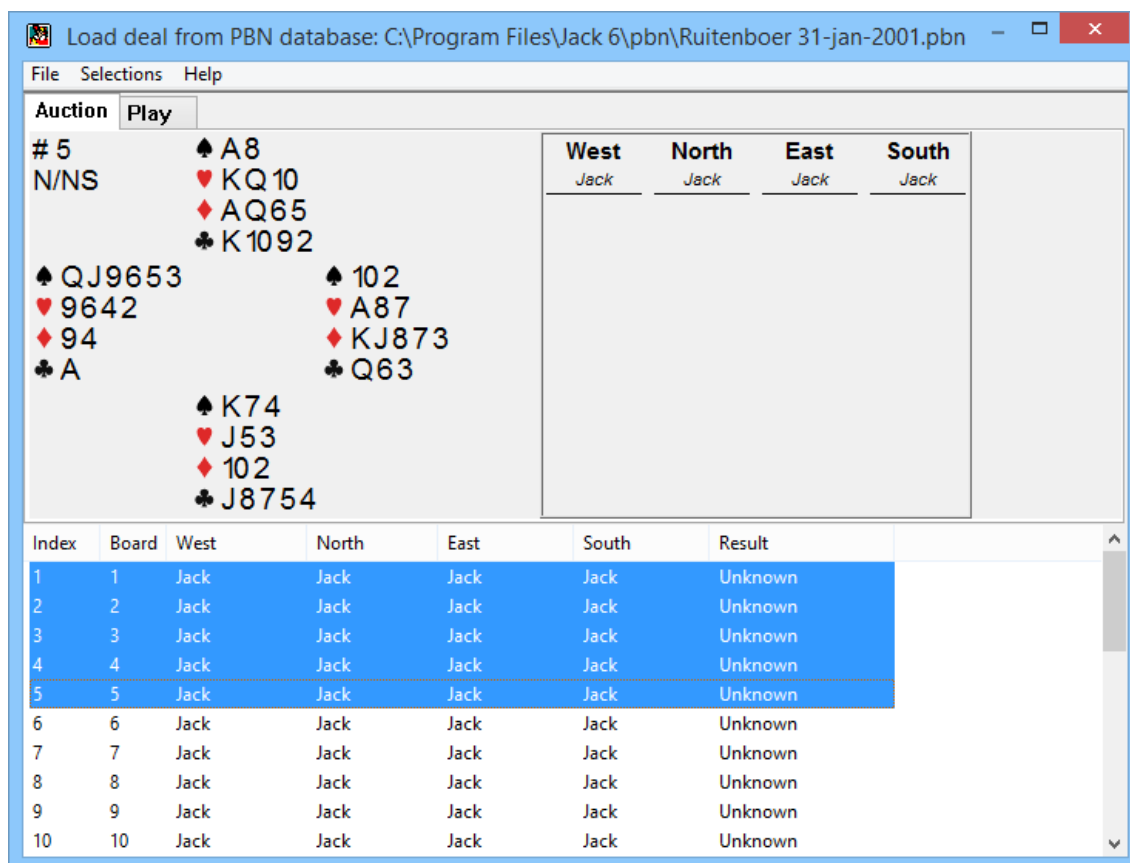 Load deal from PBN database: C:\Program Files\Jack 6\pbn\Ruitenboer 31-jan-2001.pbn
File Selections Help
Auction Play
# 5
N/NS
♠ A8
♥ KQ10
♦ AQ65
♣ K1092
♠ QJ9653
♥ 9642
♦ 94
♣ A
♠ 102
♥ A87
♦ KJ873
♣ Q63
♠ K74
♥ J53
♦ 102
♣ J8754
West North East South
Jack Jack Jack Jack
Index Board West North East South Result
1 1 Jack Jack Jack Jack Unknown
2 2 Jack Jack Jack Jack Unknown
3 3 Jack Jack Jack Jack Unknown
4 4 Jack Jack Jack Jack Unknown
5 5 Jack Jack Jack Jack Unknown
6 6 Jack Jack Jack Jack Unknown
7 7 Jack Jack Jack Jack Unknown
8 8 Jack Jack Jack Jack Unknown
9 9 Jack Jack Jack Jack Unknown
10 10 Jack Jack Jack Jack Unknown